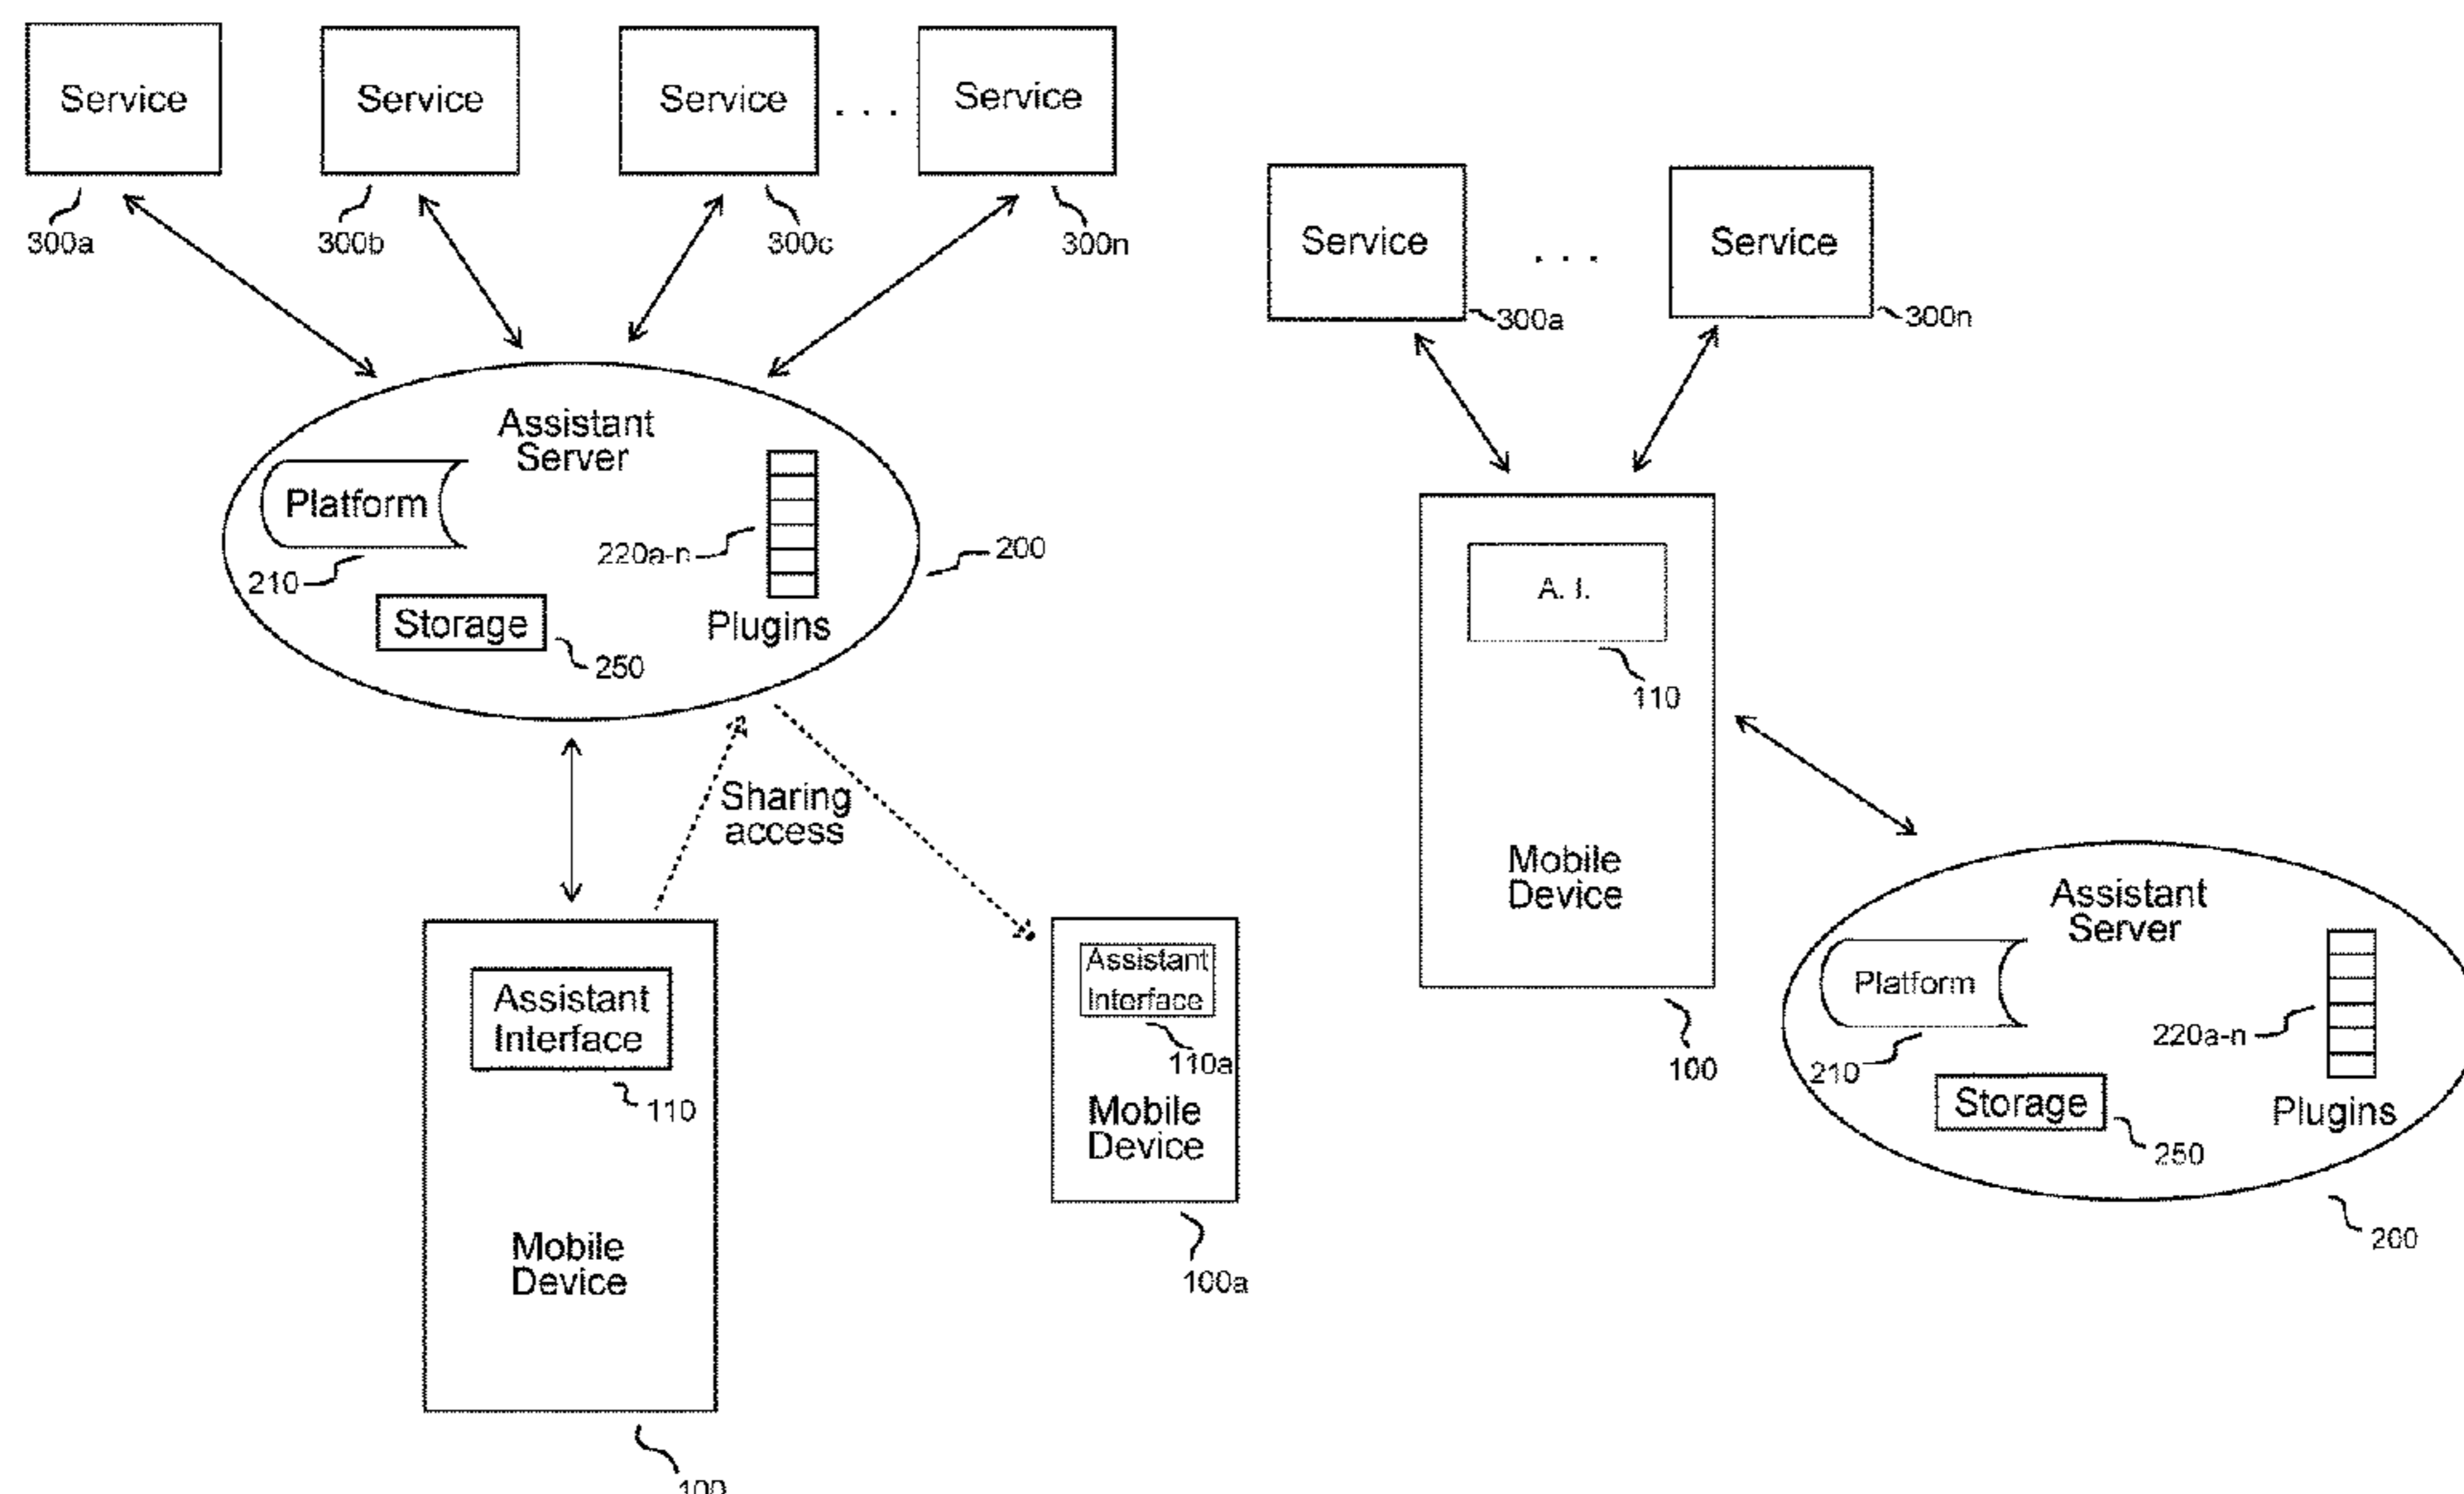 Service
Service
Service
. . .
Service
300a
300b
300c
300n
Assistant
Server
Platform
210
220a-n
200
Storage
250
Plugins
Sharing
access
Assistant
Interface
110
Mobile
Device
100
Assistant
Interface
110a
Mobile
Device
100a
Service
. . .
Service
300a
300n
A. I.
110
Mobile
Device
100
Assistant
Server
Platform
210
220a-n
Storage
250
Plugins
200